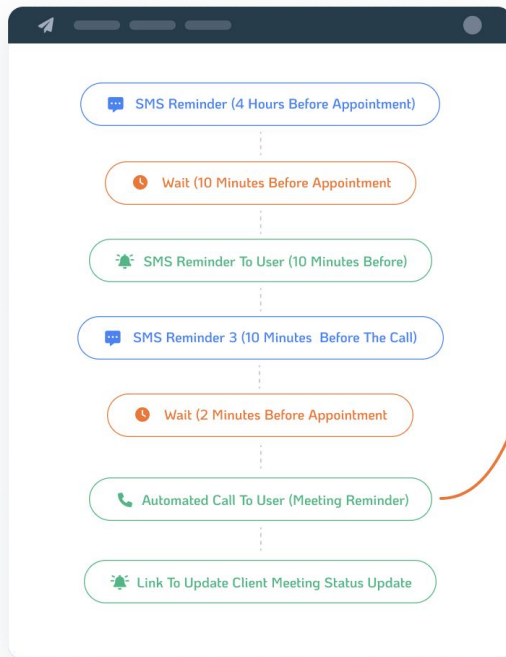 SMS Reminder (4 Hours Before Appointment)
Wait (10 Minutes Before Appointment
SMS Reminder To User (10 Minutes Before)
SMS Reminder 3 (10 Minutes Before The Call)
Wait (2 Minutes Before Appointment
Automated Call To User (Meeting Reminder)
Link To Update Client Meeting Status Update